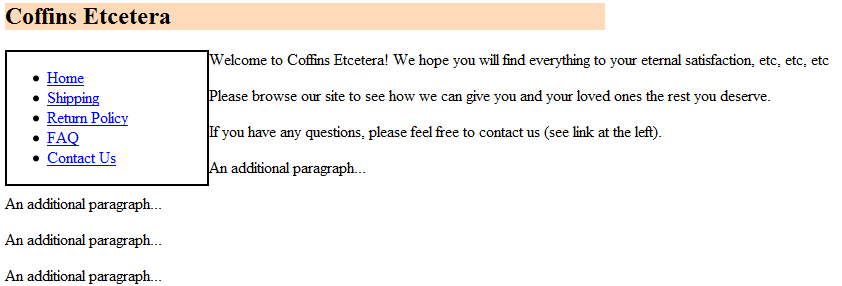 Coffins Etcetera
Home
Shipping
Return Policy
FAQ
Contact Us
Welcome to Coffins Etcetera! We hope you will find everything to your eternal satisfaction, etc, etc, etc
Please browse our site to see how we can give you and your loved ones the rest you deserve.
If you have any questions, please feel free to contact us (see link at the left).
An additional paragraph...
An additional paragraph...
An additional paragraph...
An additional paragraph...